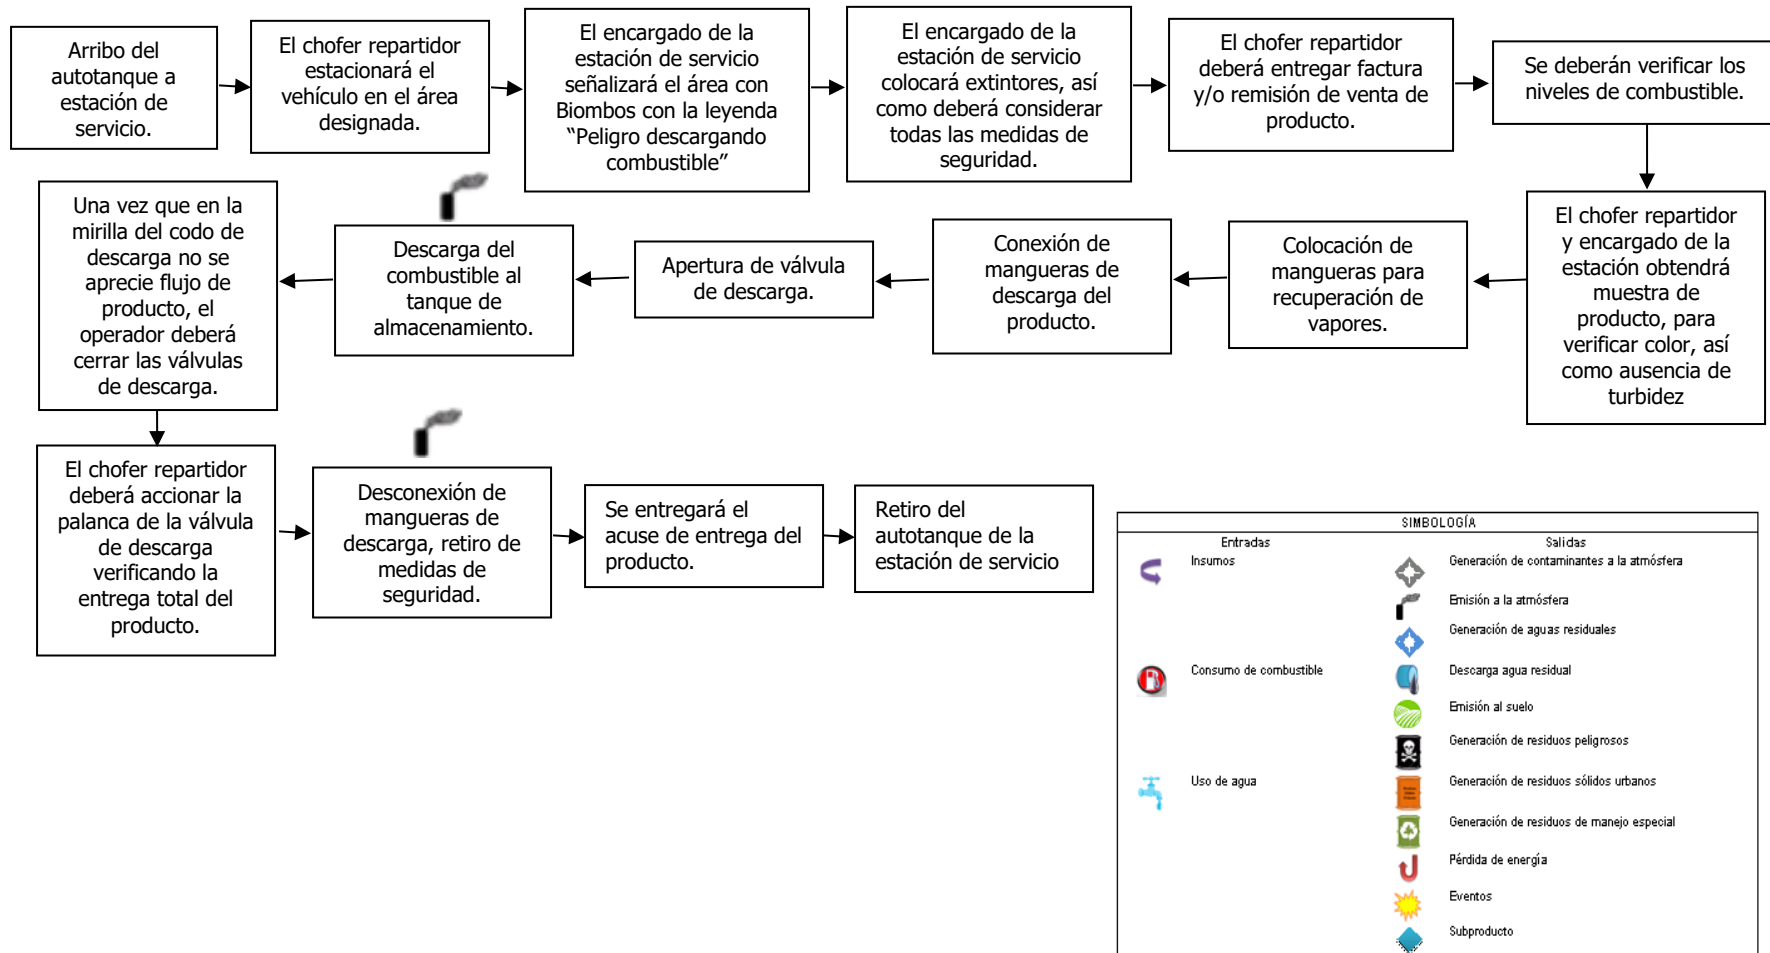 Arribo del
autotanque a
estación de
servicio.
El chofer repartidor
estacionará el
vehículo en el área
designada.
El encargado de la
estación de servicio
señalizará el área con
Biombos con la leyenda
“Peligro descargando
combustible”
El encargado de la
estación de servicio
colocará extintores, así
como deberá considerar
todas las medidas de
seguridad.
El chofer repartidor
deberá entregar factura
y/o remisión de venta de
producto.
Se deberán verificar los
niveles de combustible.
El chofer repartidor
y encargado de la
estación obtendrá
muestra de
producto, para
verificar color, así
como ausencia de
turbidez
Colocación de
mangueras para
recuperación de
vapores.
Conexión de
mangueras de
descarga del
producto.
Apertura de válvula
de descarga.
Descarga del
combustible al
tanque de
almacenamiento.
Una vez que en la
mirilla del codo de
descarga no se
aprecie flujo de
producto, el
operador deberá
cerrar las válvulas
de descarga.
El chofer repartidor
deberá accionar la
palanca de la válvula
de descarga
verificando la
entrega total del
producto.
Desconexión de
mangueras de
descarga, retiro de
medidas de
seguridad.
Se entregará el
acuse de entrega del
producto.
Retiro del
autotanque de la
estación de servicio
SIMBOLOGÍA
Entradas
Insumos
Consumo de combustible
Uso de agua
Salidas
Generación de contaminantes a la atmósfera
Emisión a la atmósfera
Generación de aguas residuales
Descarga agua residual
Emisión al suelo
Generación de residuos peligrosos
Generación de residuos sólidos urbanos
Generación de residuos de manejo especial
Pérdida de energía
Eventos
Subproducto